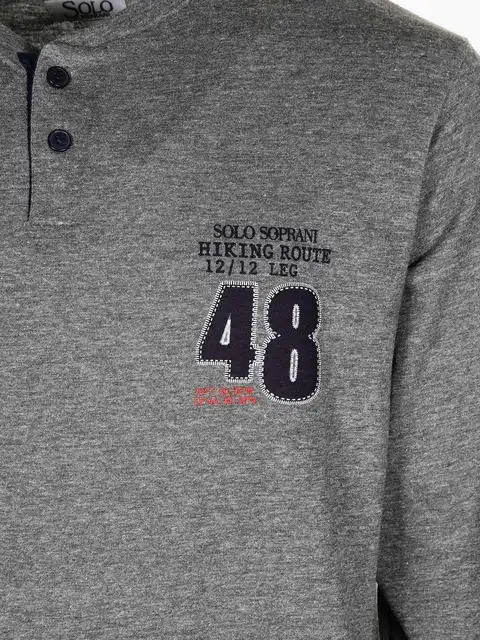 SOLO
SOLO SOPRANI
HIKING ROUTE
12/12 LEG
48